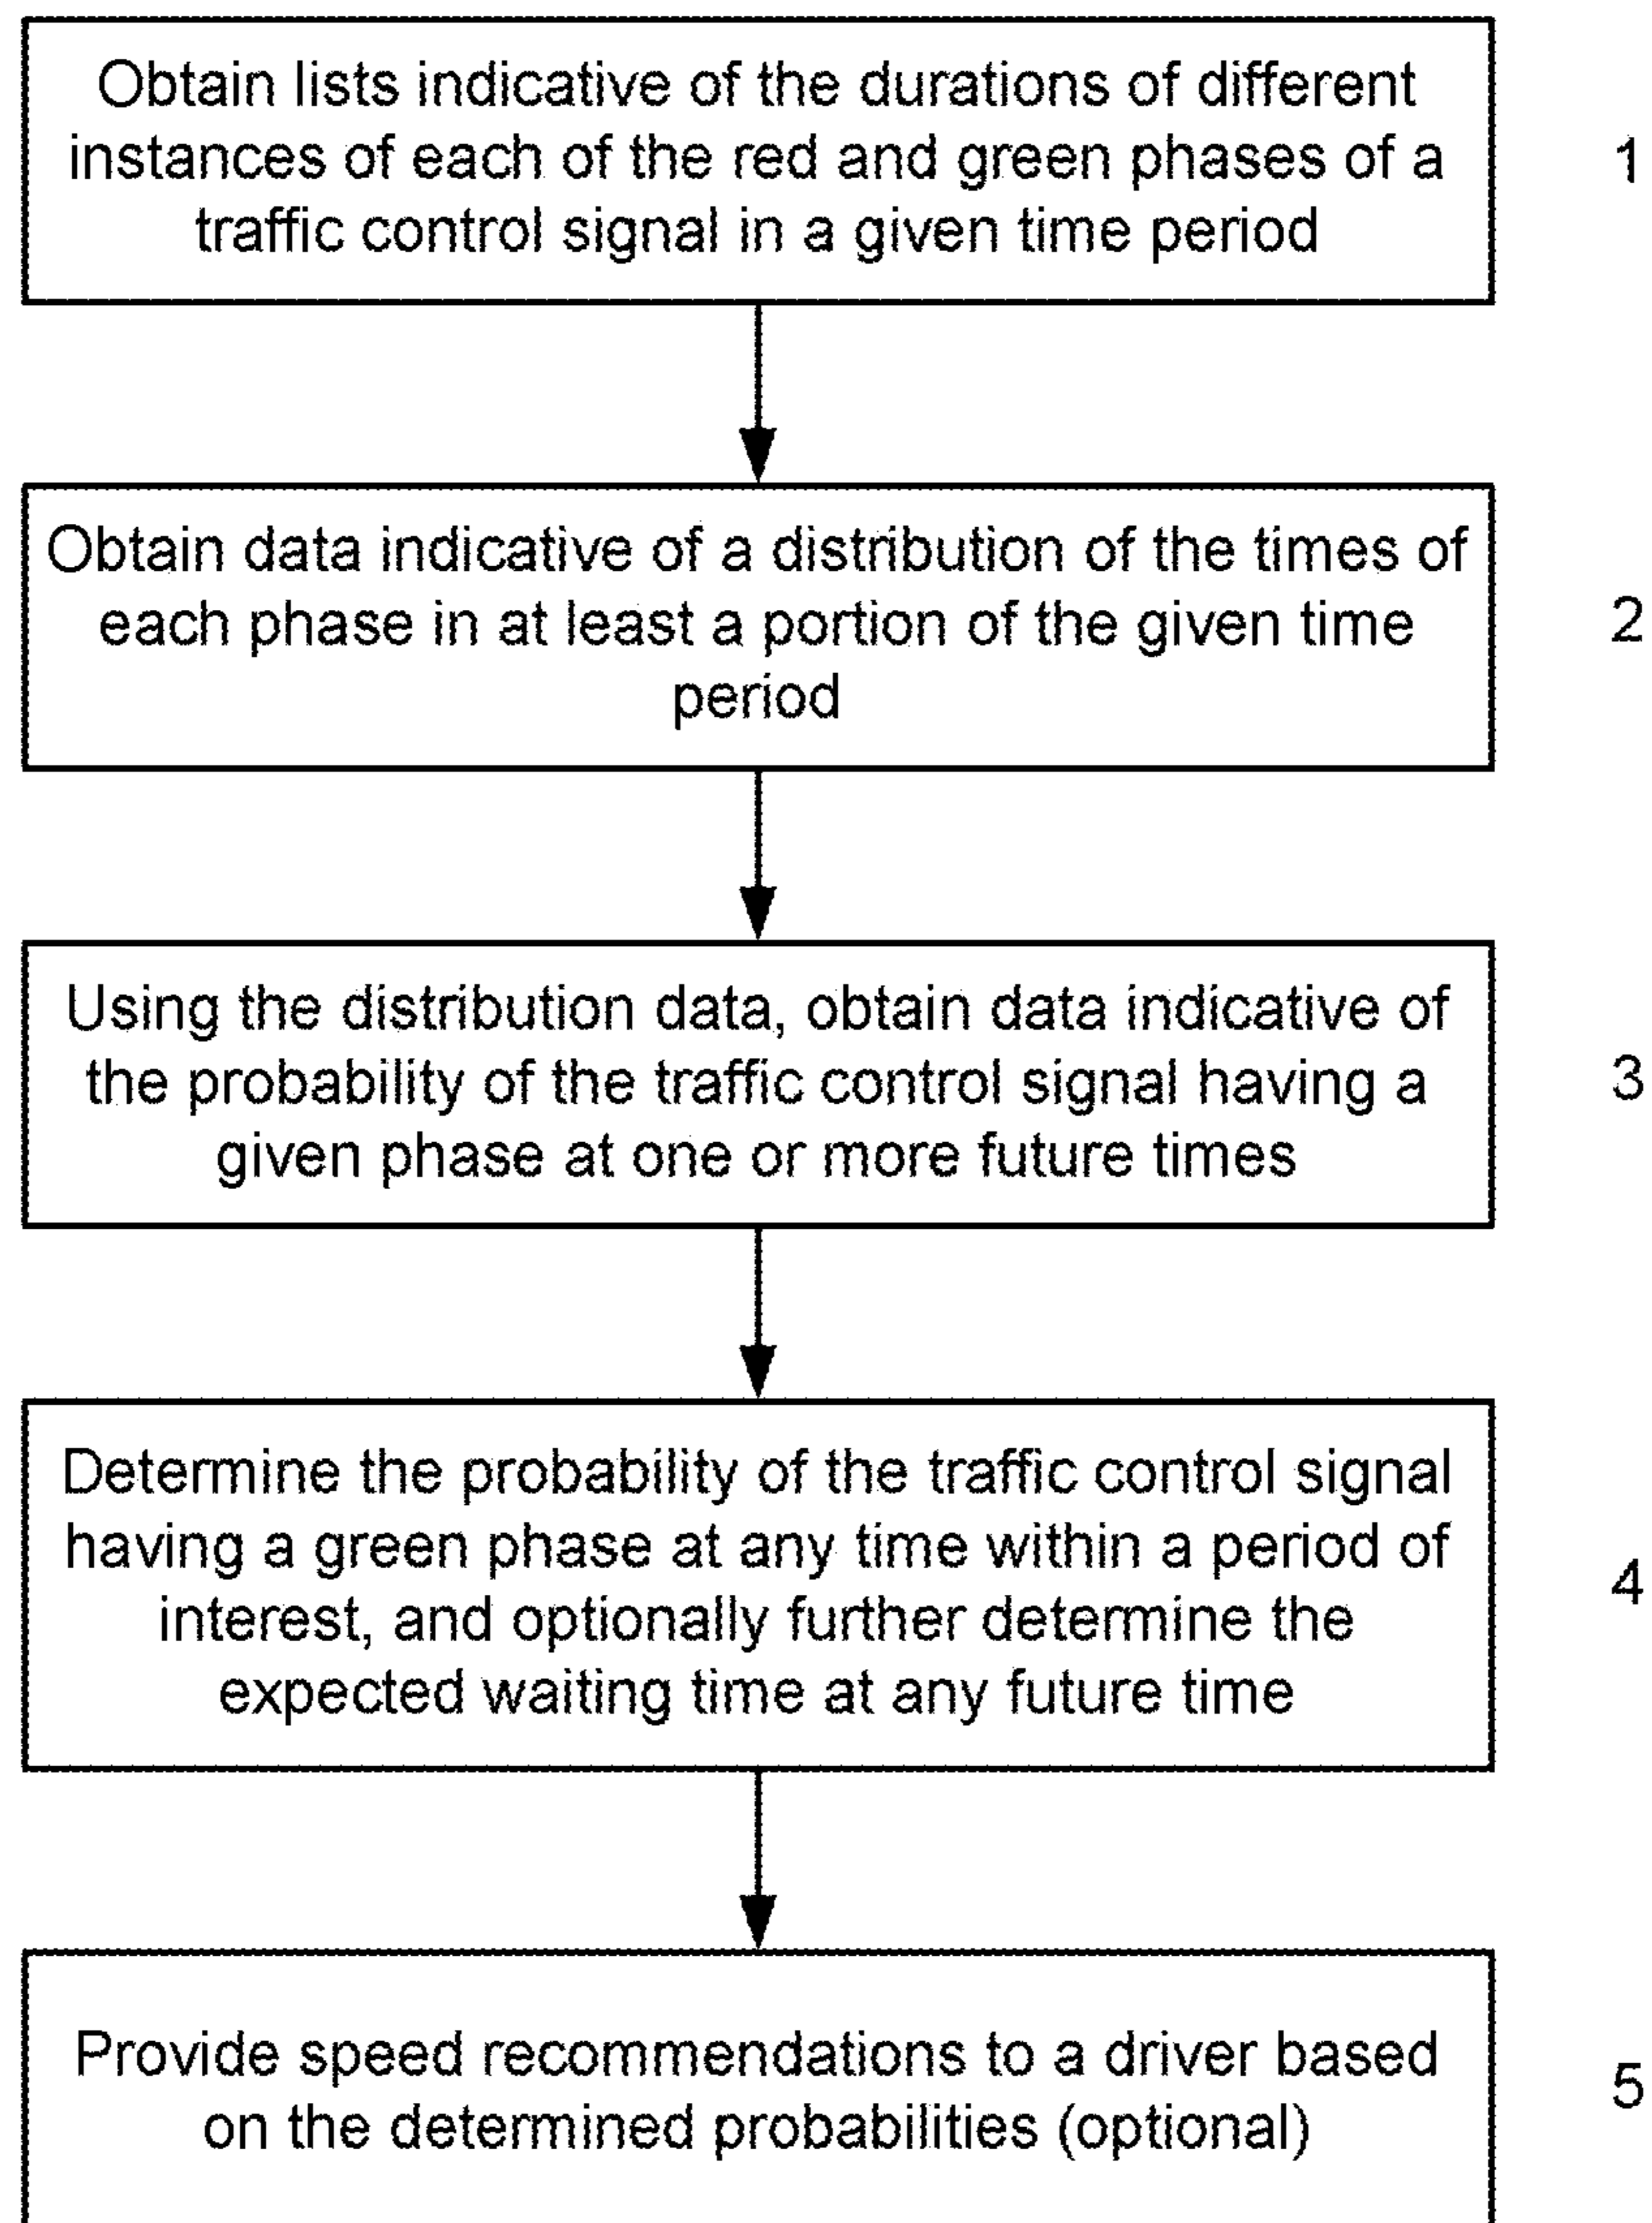 Obtain lists indicative of the durations of different
instances of each of the red and green phases of a
traffic control signal in a given time period
1
Obtain data indicative of a distribution of the times of
each phase in at least a portion of the given time
period
2
Using the distribution data, obtain data indicative of
the probability of the traffic control signal having a
given phase at one or more future times
3
Determine the probability of the traffic control signal
having a green phase at any time within a period of
interest, and optionally further determine the
expected waiting time at any future time
4
Provide speed recommendations to a driver based
on the determined probabilities (optional)
5